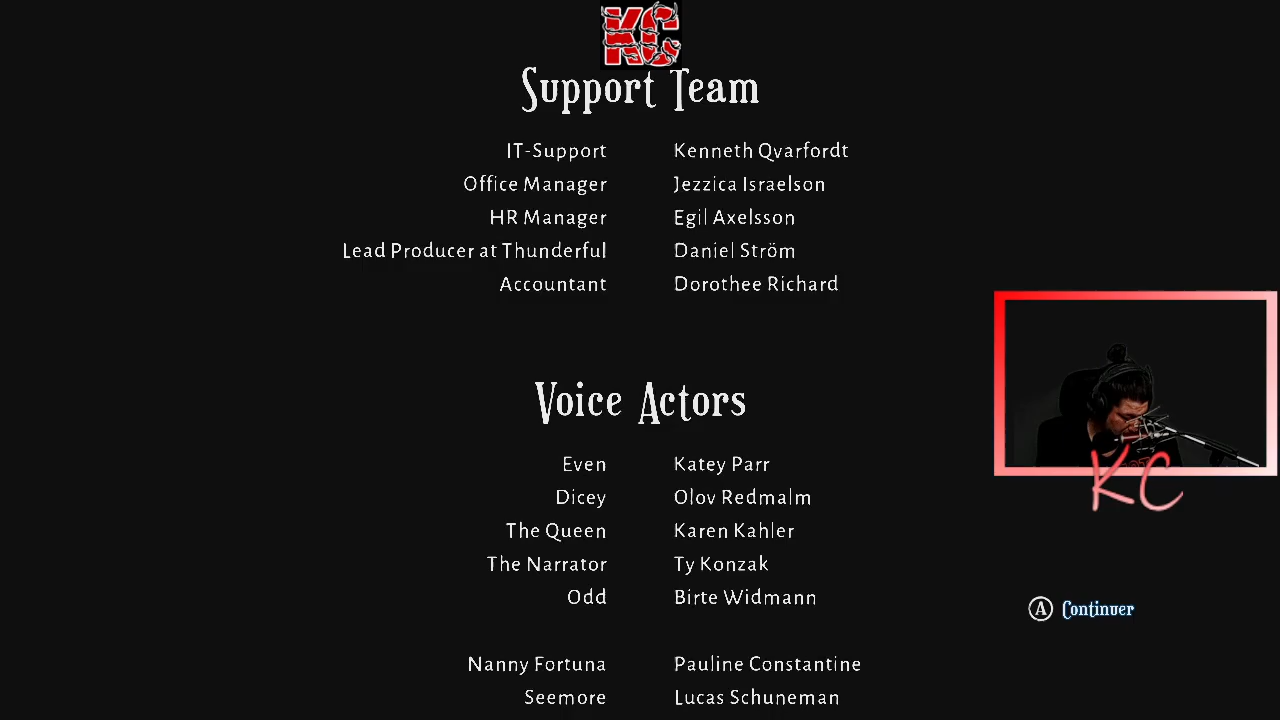 KC
Support Team
IT-Support Kenneth Qvarfordt
Office Manager Jezzica Israelson
HR Manager Egil Axelsson
Lead Producer at Thunderful Daniel Ström
Accountant Dorothee Richard
Voice Actors
Even Katey Parr
Dicey Olov Redmalm
The Queen Karen Kahler
The Narrator Ty Konzak
Odd Birte Widmann
Nanny Fortuna Pauline Constantine
Seemore Lucas Schuneman
KC
A Continuer